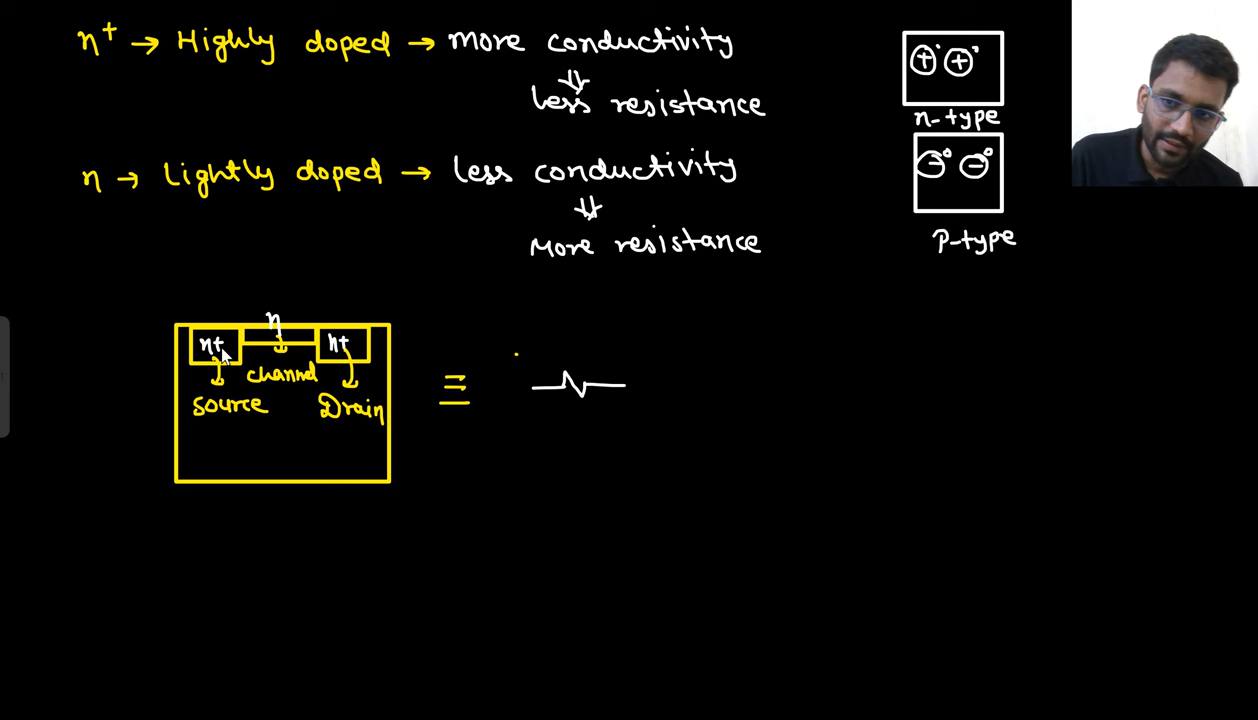 n+ → Highly doped → More conductivity
⇓
less resistance
n → Lightly doped → less conductivity
⇓
More resistance
+ +
n-type
- -
p-type
n
n+ n+
channel
Source Drain
≡